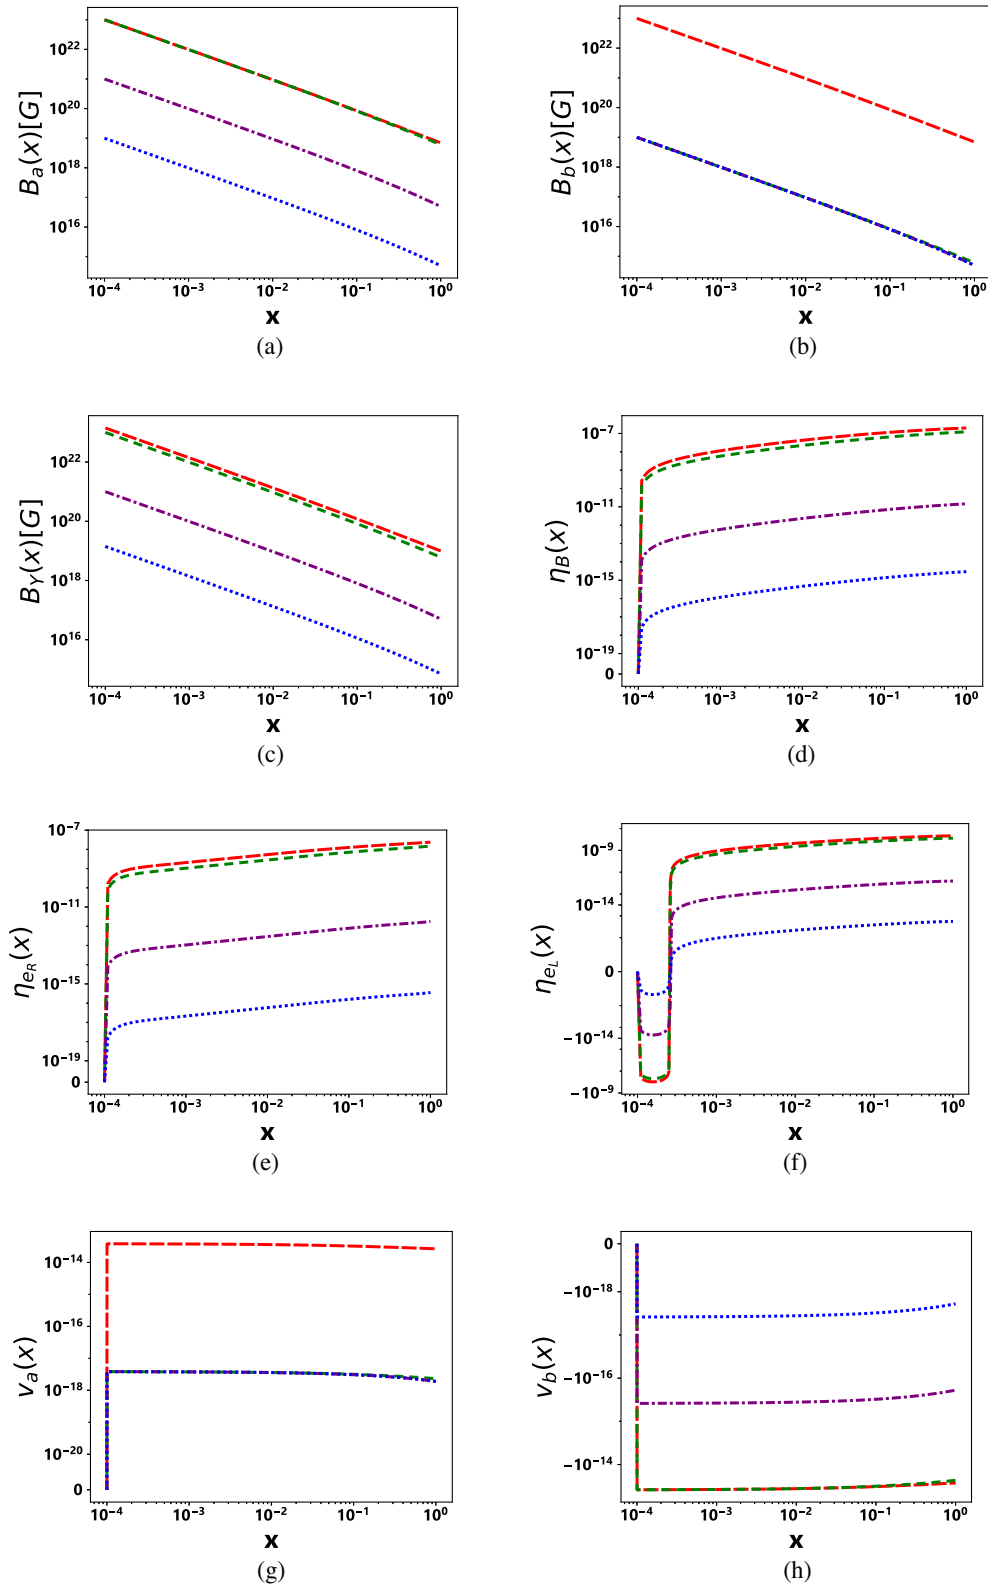 B_a(x)[G]
10^22
10^20
10^18
10^16
10^-4 10^-3 10^-2 10^-1 10^0
x
(a)
B_b(x)[G]
10^22
10^20
10^18
10^16
10^-4 10^-3 10^-2 10^-1 10^0
x
(b)
B_Y(x)[G]
10^22
10^20
10^18
10^16
10^-4 10^-3 10^-2 10^-1 10^0
x
(c)
η_B(x)
10^-7
10^-11
10^-15
10^-19
0
10^-4 10^-3 10^-2 10^-1 10^0
x
(d)
η_{e_R}(x)
10^-7
10^-11
10^-15
10^-19
0
10^-4 10^-3 10^-2 10^-1 10^0
x
(e)
η_{e_L}(x)
10^-9
10^-14
0
−10^-14
−10^-9
10^-4 10^-3 10^-2 10^-1 10^0
x
(f)
v_a(x)
10^-14
10^-16
10^-18
10^-20
0
10^-4 10^-3 10^-2 10^-1 10^0
x
(g)
v_b(x)
0
−10^-18
−10^-16
−10^-14
10^-4 10^-3 10^-2 10^-1 10^0
x
(h)